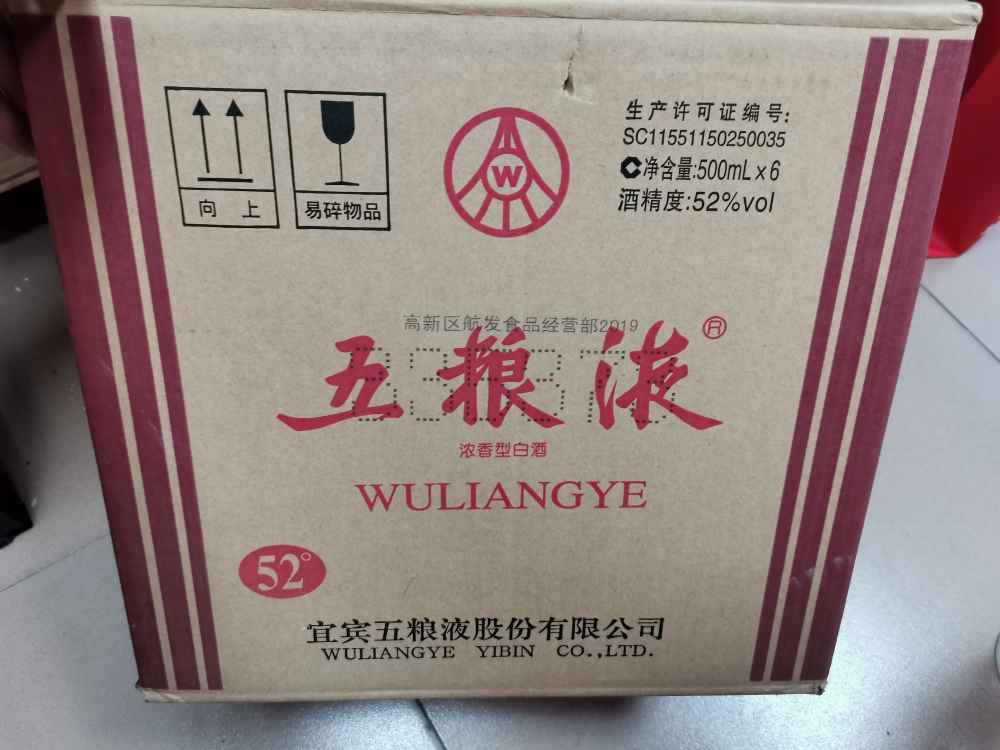 向 上
易碎物品
W
生产许可证编号:
SC11551150250035
C净含量:500mL×6
酒精度:52%vol
高新区航发食品经营部2019
五粮液®
浓香型白酒
WULIANGYE
52°
宜宾五粮液股份有限公司
WULIANGYE YIBIN CO.,LTD.